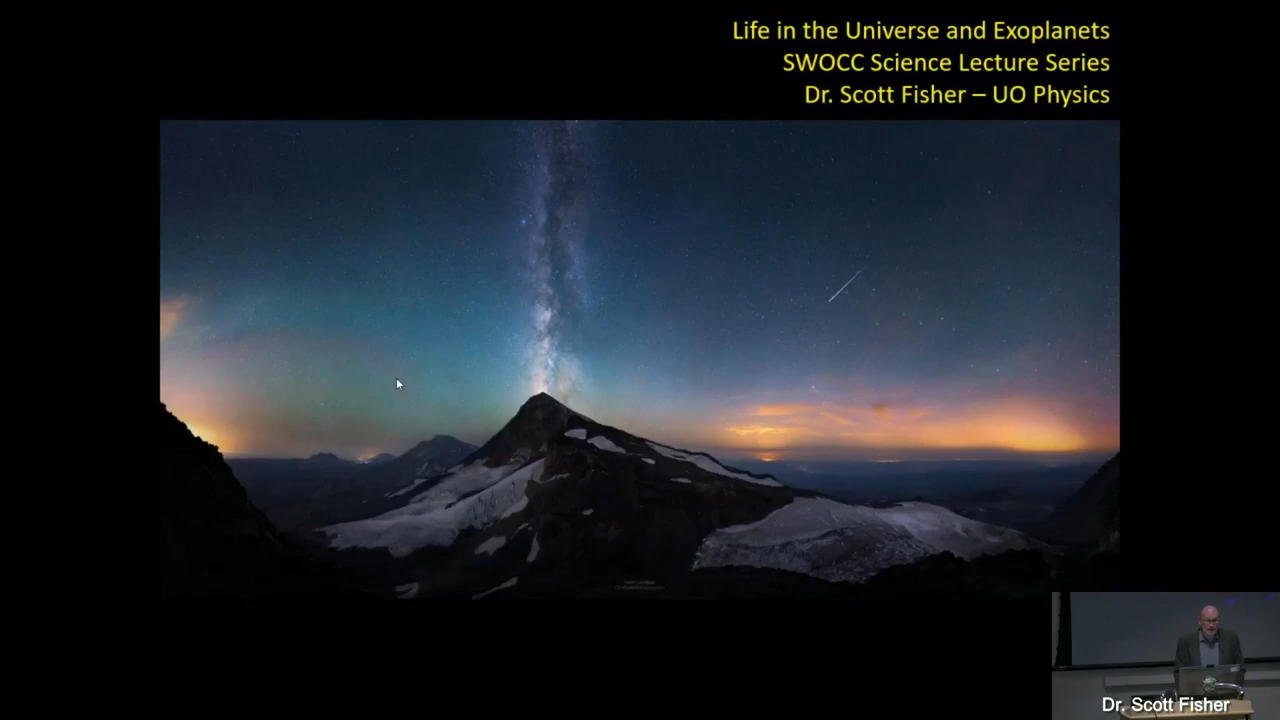 Life in the Universe and Exoplanets
SWOCC Science Lecture Series
Dr. Scott Fisher – UO Physics
Dr. Scott Fisher